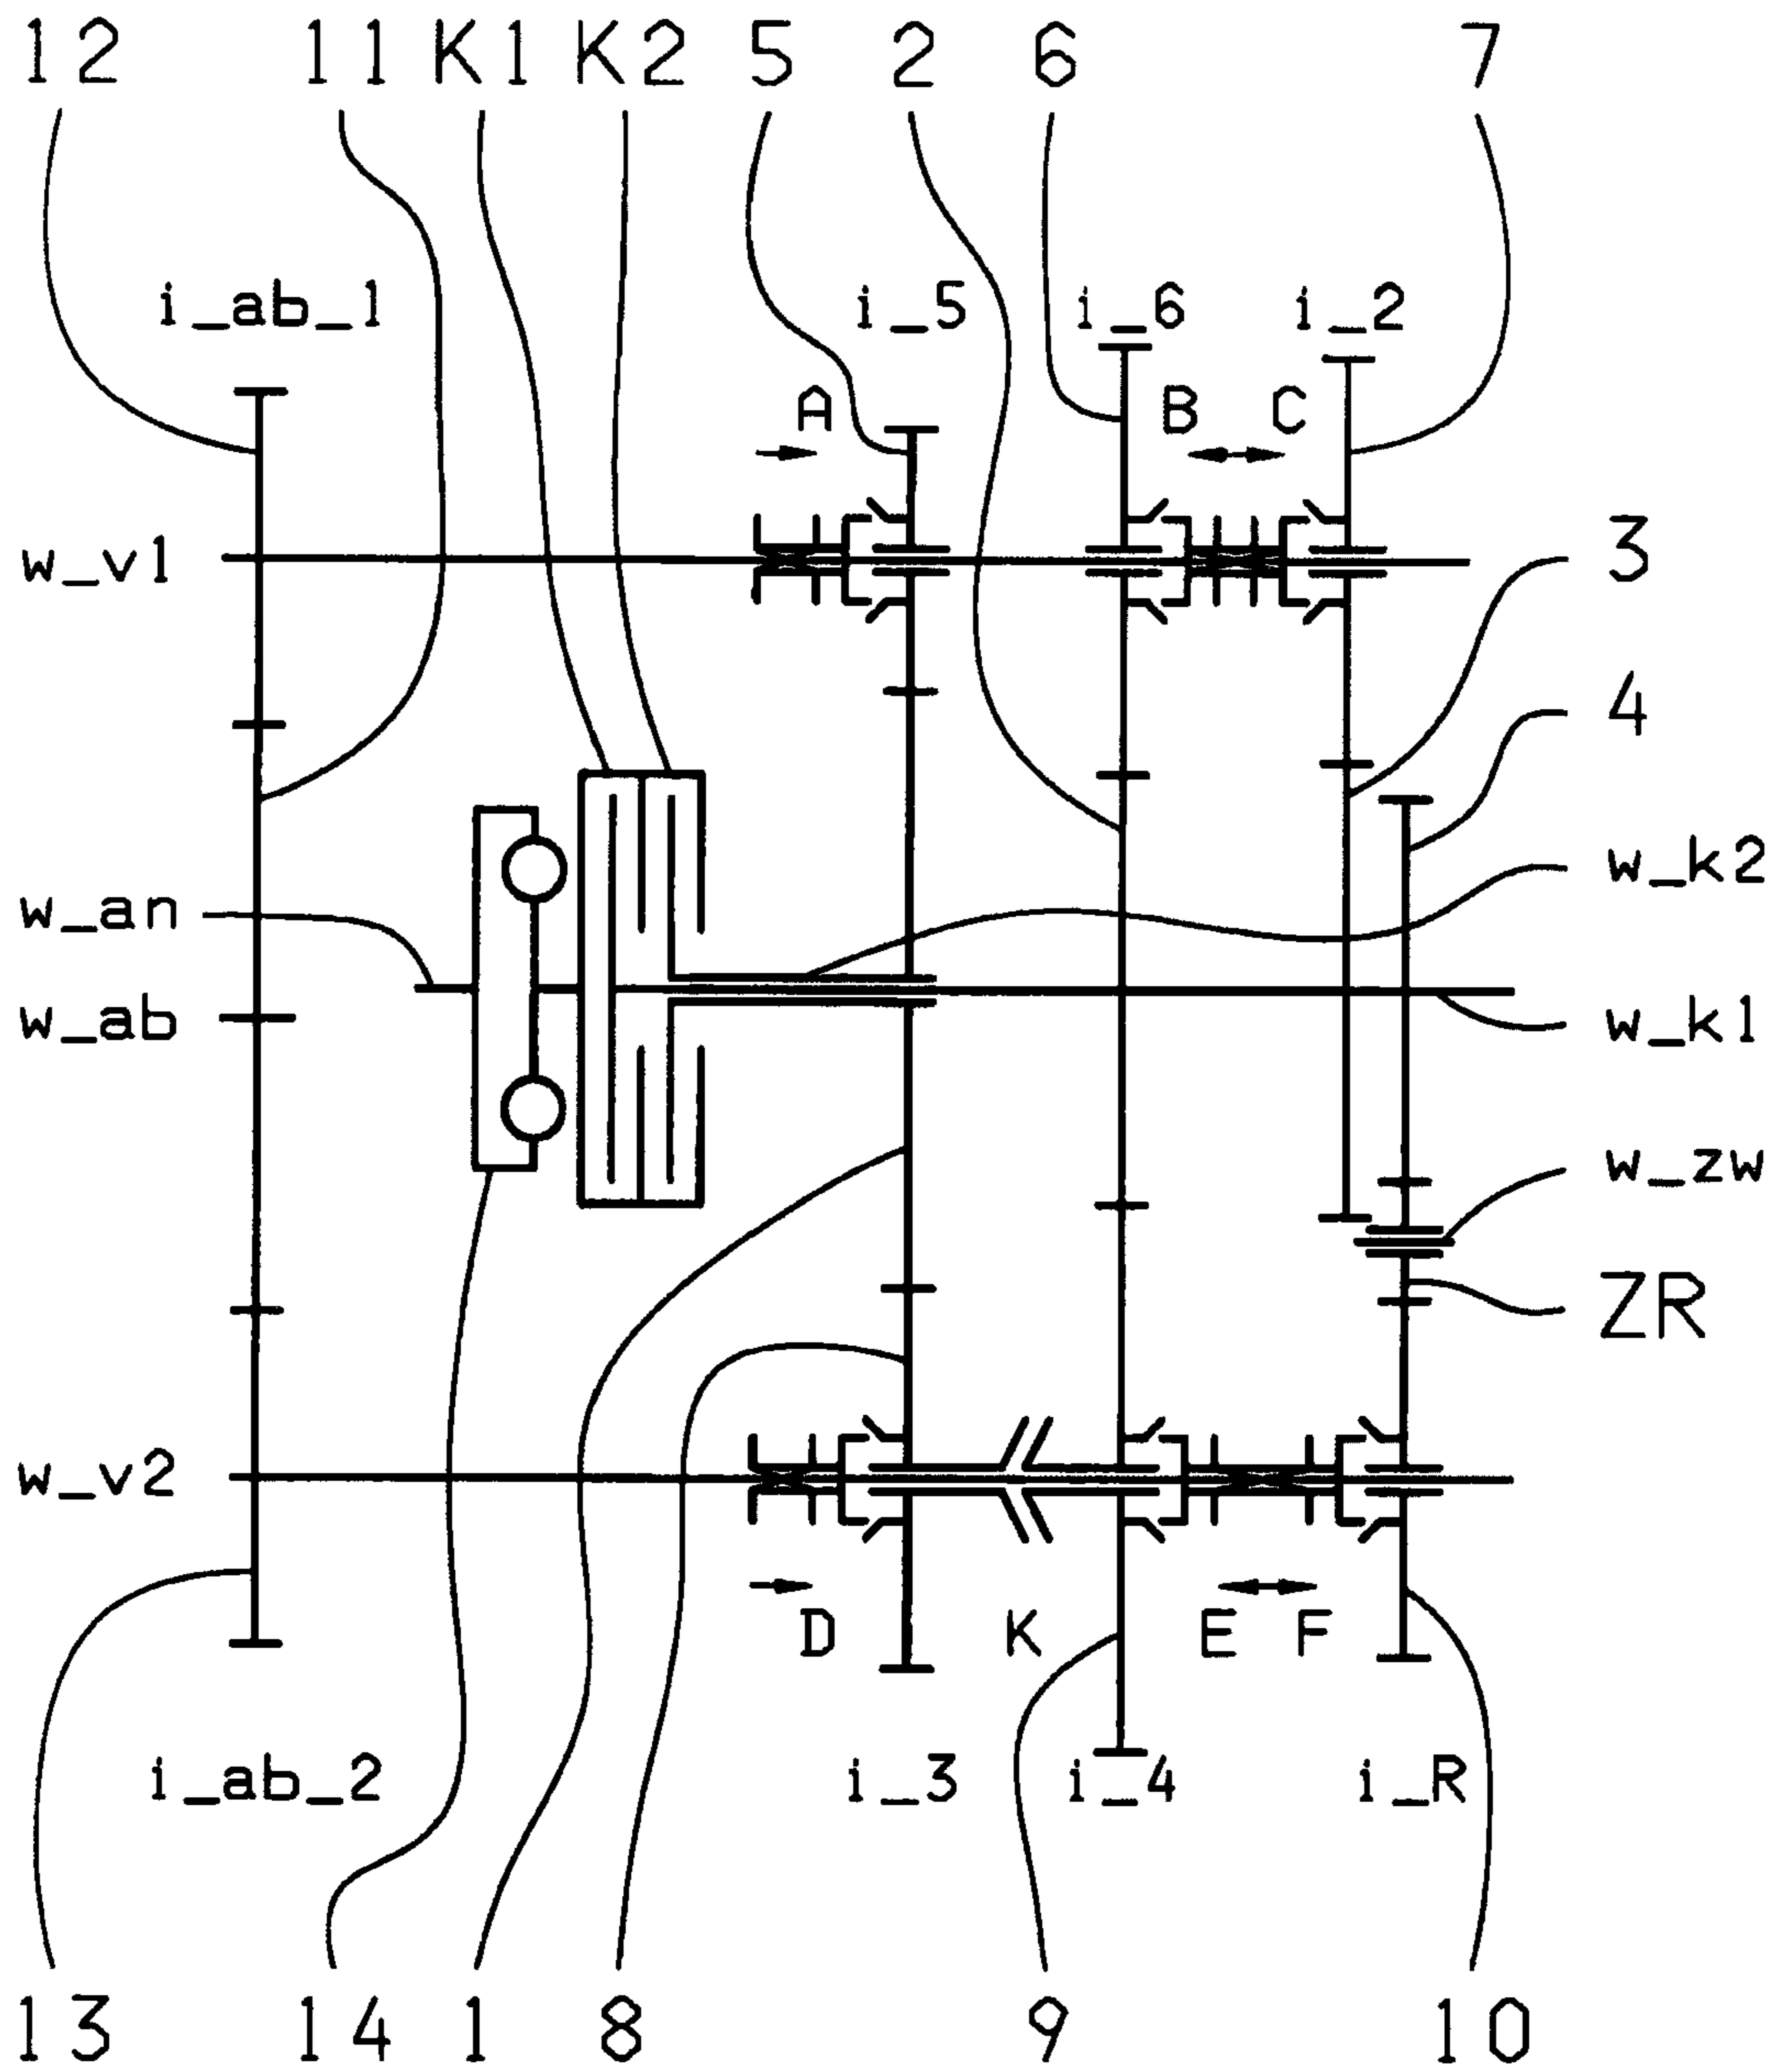 12 11 K1 K2 5 2 6 7
i_ab_1 i_5 i_6 i_2
A B C
w_v1 3
4
w_k2
w_an
w_ab w_k1
w_zw
ZR
w_v2
D K E F
i_ab_2 i_3 i_4 i_R
13 14 1 8 9 10